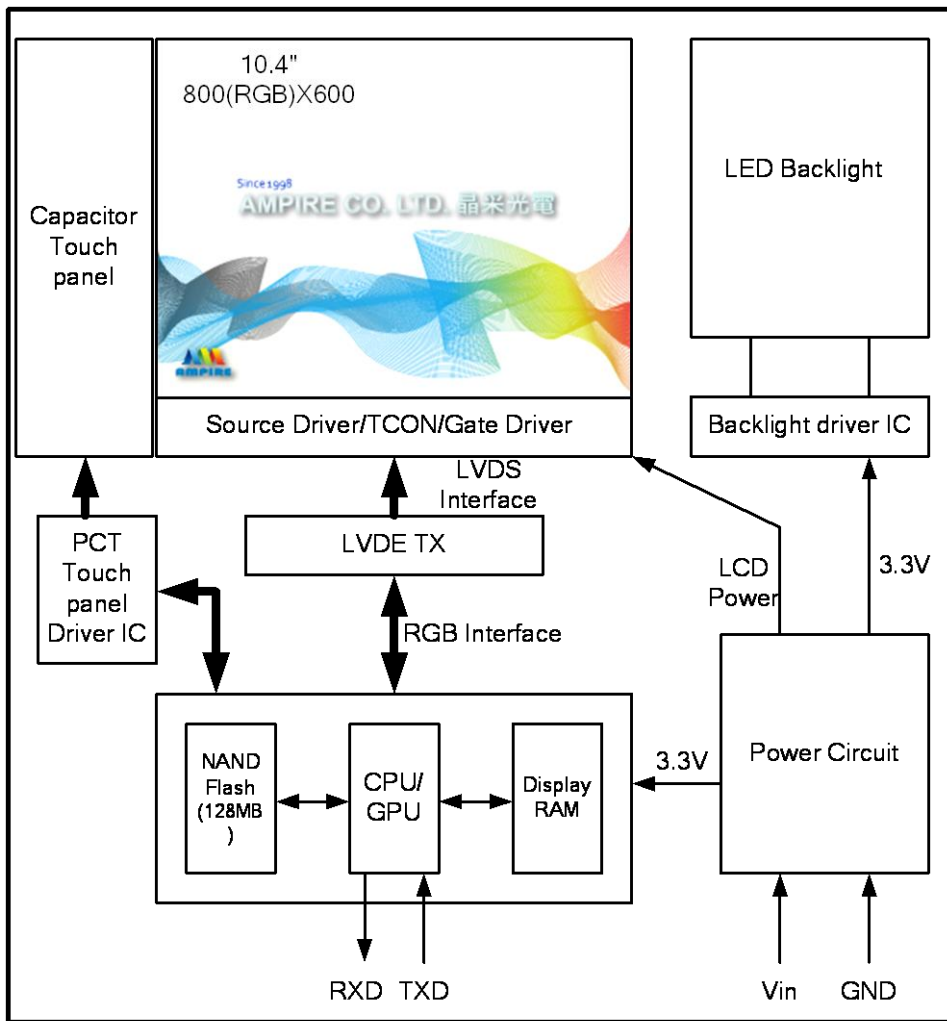 10.4"
800(RGB)X600
Since1998
AMPIRE CO. LTD. 晶采光電
AMPIRE
Capacitor
Touch
panel
LED Backlight
Source Driver/TCON/Gate Driver
Backlight driver IC
LVDS
Interface
PCT
Touch
panel
Driver IC
LVDE TX
LCD
Power
3.3V
RGB Interface
NAND
Flash
(128MB
)
CPU/
GPU
Display
RAM
3.3V
Power Circuit
RXD
TXD
Vin
GND